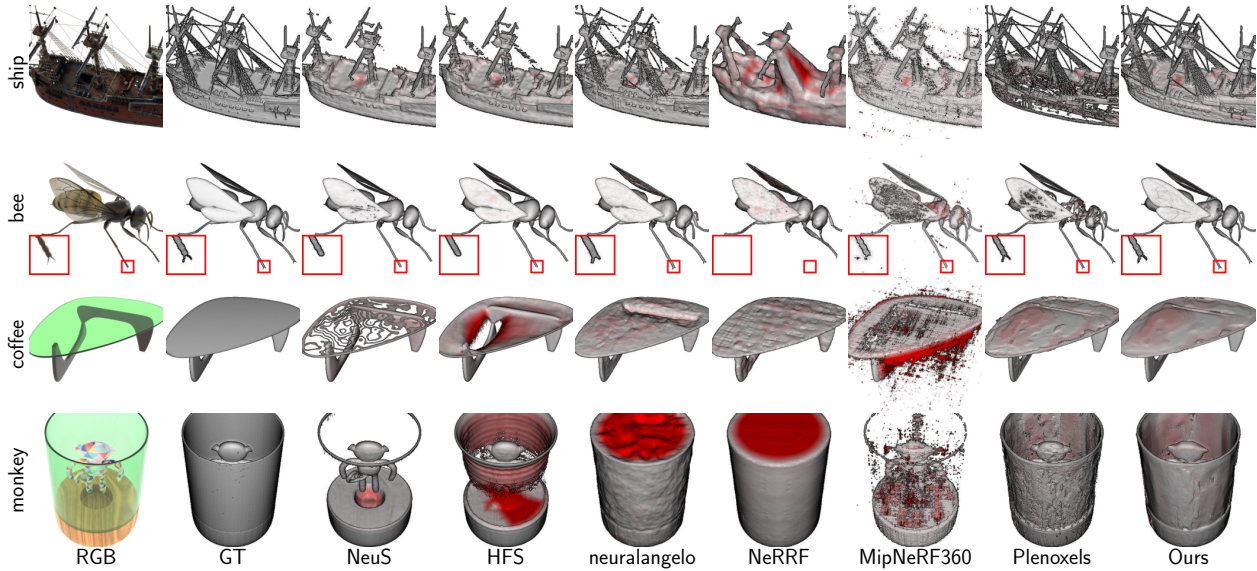 ship
bee
coffee
monkey
RGB GT NeuS HFS neuralangelo NeRRF MipNeRF360 Plenoxels Ours